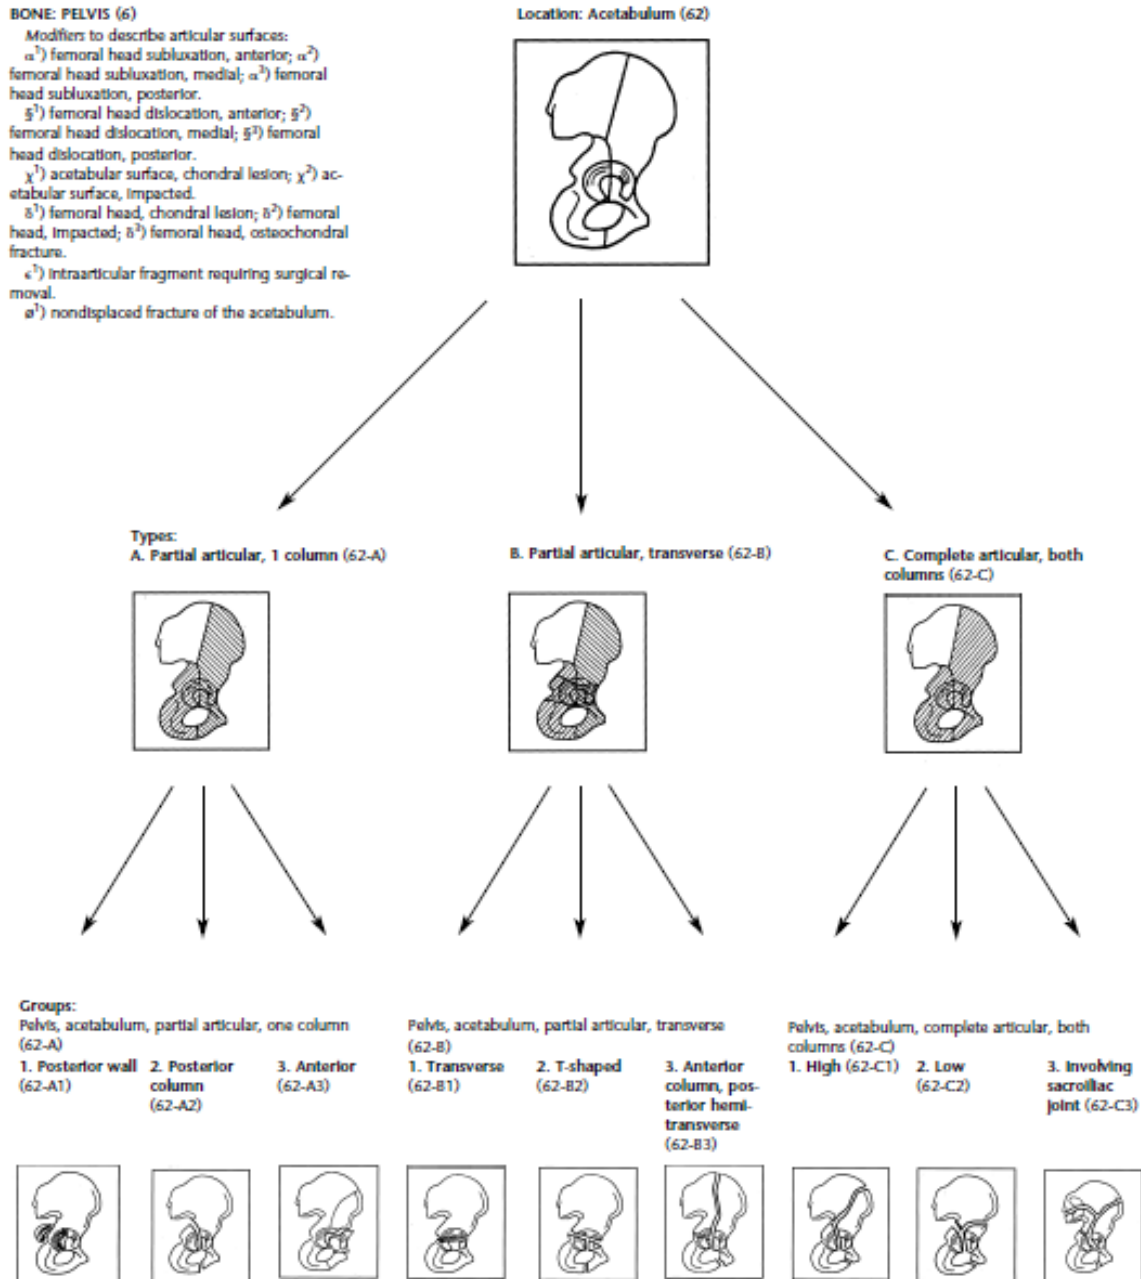 BONE: PELVIS (6)
Modifiers to describe articular surfaces:
α¹) femoral head subluxation, anterior; α²)
femoral head subluxation, medial; α³) femoral
head subluxation, posterior.
§¹) femoral head dislocation, anterior; §²)
femoral head dislocation, medial; §³) femoral
head dislocation, posterior.
χ¹) acetabular surface, chondral lesion; χ²) ac-
etabular surface, impacted.
δ¹) femoral head, chondral lesion; δ²) femoral
head, impacted; δ³) femoral head, osteochondral
fracture.
ϵ¹) intraarticular fragment requiring surgical re-
moval.
ø¹) nondisplaced fracture of the acetabulum.
Location: Acetabulum (62)
Types:
A. Partial articular, 1 column (62-A)
B. Partial articular, transverse (62-B)
C. Complete articular, both
columns (62-C)
Groups:
Pelvis, acetabulum, partial articular, one column
(62-A)
1. Posterior wall
(62-A1)
2. Posterior
column
(62-A2)
3. Anterior
(62-A3)
Pelvis, acetabulum, partial articular, transverse
(62-B)
1. Transverse
(62-B1)
2. T-shaped
(62-B2)
3. Anterior
column, pos-
terior hemi-
transverse
(62-B3)
Pelvis, acetabulum, complete articular, both
columns (62-C)
1. High (62-C1)
2. Low
(62-C2)
3. Involving
sacroiliac
joint (62-C3)